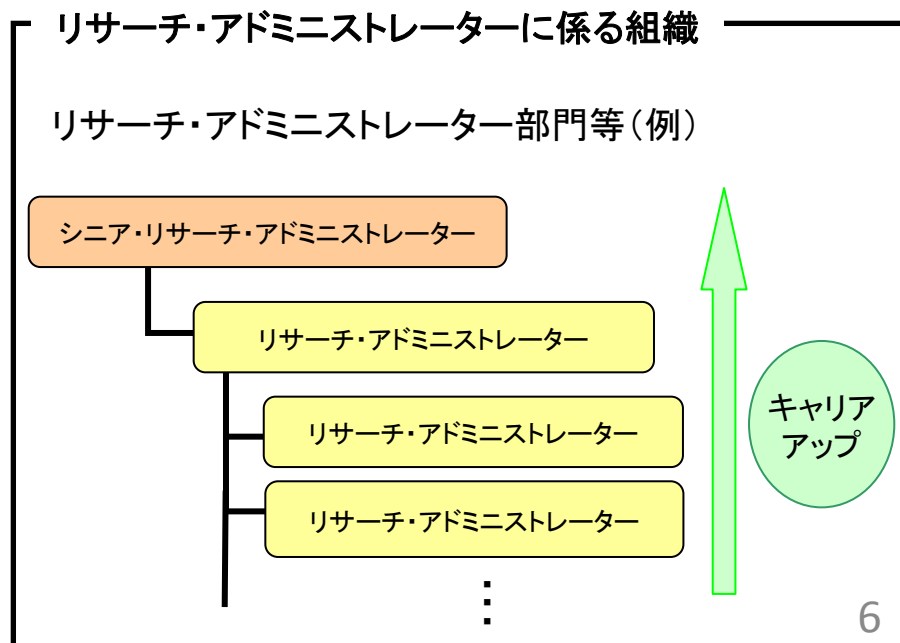 リサーチ・アドミニストレーターに係る組織
リサーチ・アドミニストレーター部門等（例）
シニア・リサーチ・アドミニストレーター
リサーチ・アドミニストレーター
リサーチ・アドミニストレーター
リサーチ・アドミニストレーター
⋮
キャリア
アップ
6